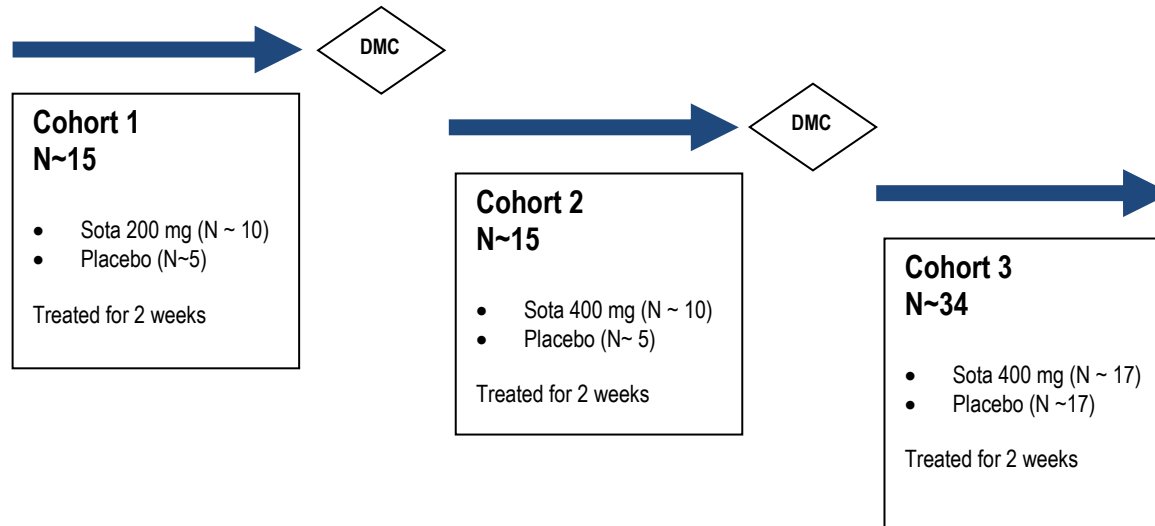 DMC
Cohort 1
N~15
• Sota 200 mg (N ~ 10)
• Placebo (N~5)
Treated for 2 weeks
DMC
Cohort 2
N~15
• Sota 400 mg (N ~ 10)
• Placebo (N~ 5)
Treated for 2 weeks
Cohort 3
N~34
• Sota 400 mg (N ~ 17)
• Placebo (N ~17)
Treated for 2 weeks